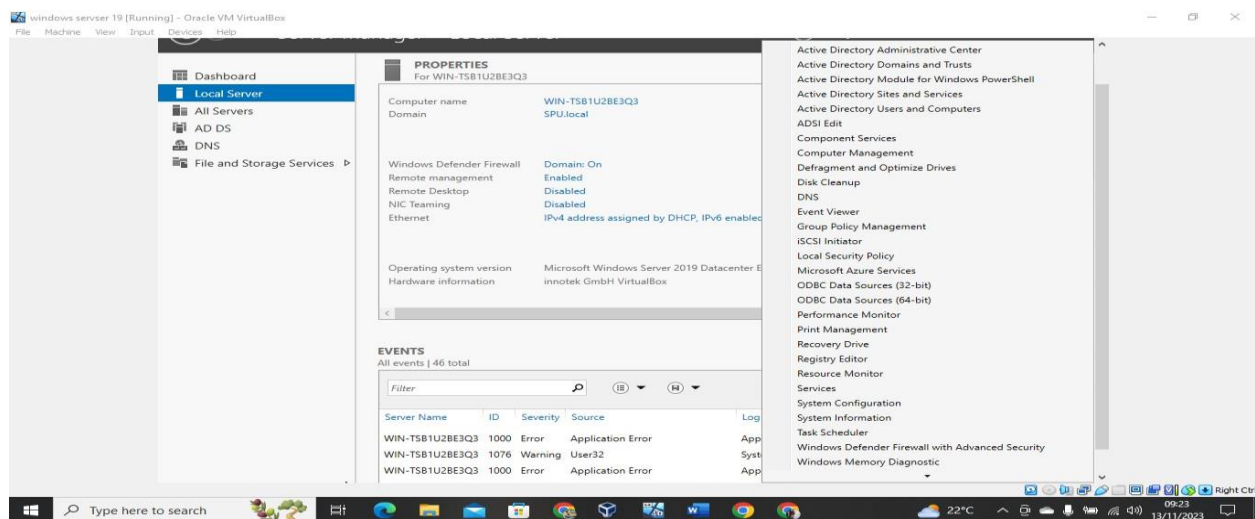 windows servser 19 [Running] - Oracle VM VirtualBox
File Machine View Input Devices Help
Dashboard
Local Server
All Servers
AD DS
DNS
File and Storage Services
PROPERTIES
For WIN-TSB1U2BE3Q3
Computer name WIN-TSB1U2BE3Q3
Domain SPU.local
Windows Defender Firewall Domain: On
Remote management Enabled
Remote Desktop Disabled
NIC Teaming Disabled
Ethernet IPv4 address assigned by DHCP, IPv6 enabled
Operating system version Microsoft Windows Server 2019 Datacenter E
Hardware information innotek GmbH VirtualBox
EVENTS
All events | 46 total
Filter
Server Name ID Severity Source Log
WIN-TSB1U2BE3Q3 1000 Error Application Error App
WIN-TSB1U2BE3Q3 1076 Warning User32 Syst
WIN-TSB1U2BE3Q3 1000 Error Application Error App
Active Directory Administrative Center
Active Directory Domains and Trusts
Active Directory Module for Windows PowerShell
Active Directory Sites and Services
Active Directory Users and Computers
ADSI Edit
Component Services
Computer Management
Defragment and Optimize Drives
Disk Cleanup
DNS
Event Viewer
Group Policy Management
iSCSI Initiator
Local Security Policy
Microsoft Azure Services
ODBC Data Sources (32-bit)
ODBC Data Sources (64-bit)
Performance Monitor
Print Management
Recovery Drive
Registry Editor
Resource Monitor
Services
System Configuration
System Information
Task Scheduler
Windows Defender Firewall with Advanced Security
Windows Memory Diagnostic
Right Ctr
Type here to search
22°C
09:23
13/11/2023